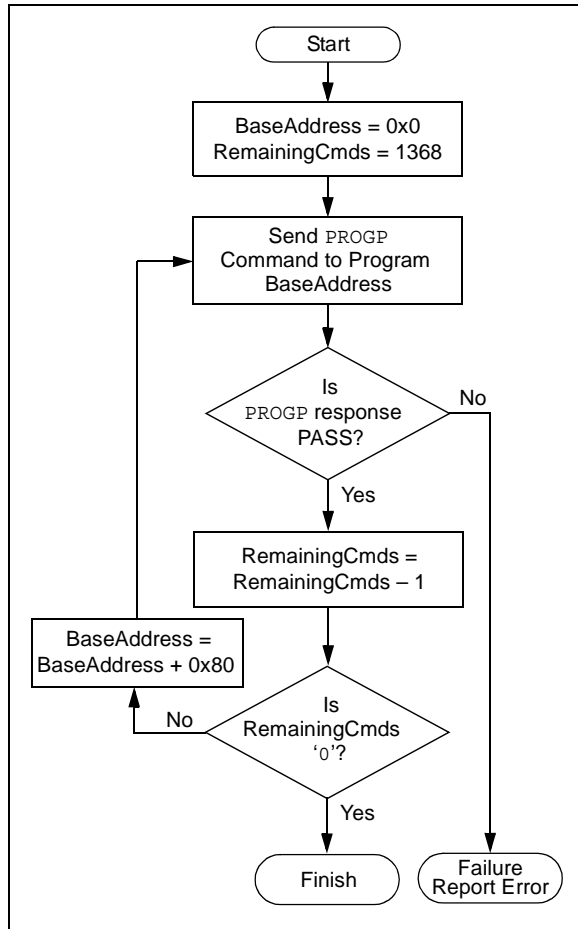 Start
BaseAddress = 0x0
RemainingCmds = 1368
Send PROGP
Command to Program
BaseAddress
Is
PROGP response
PASS?
No
Yes
RemainingCmds =
RemainingCmds – 1
BaseAddress =
BaseAddress + 0x80
Is
RemainingCmds
‘0’?
No
Yes
Finish
Failure
Report Error